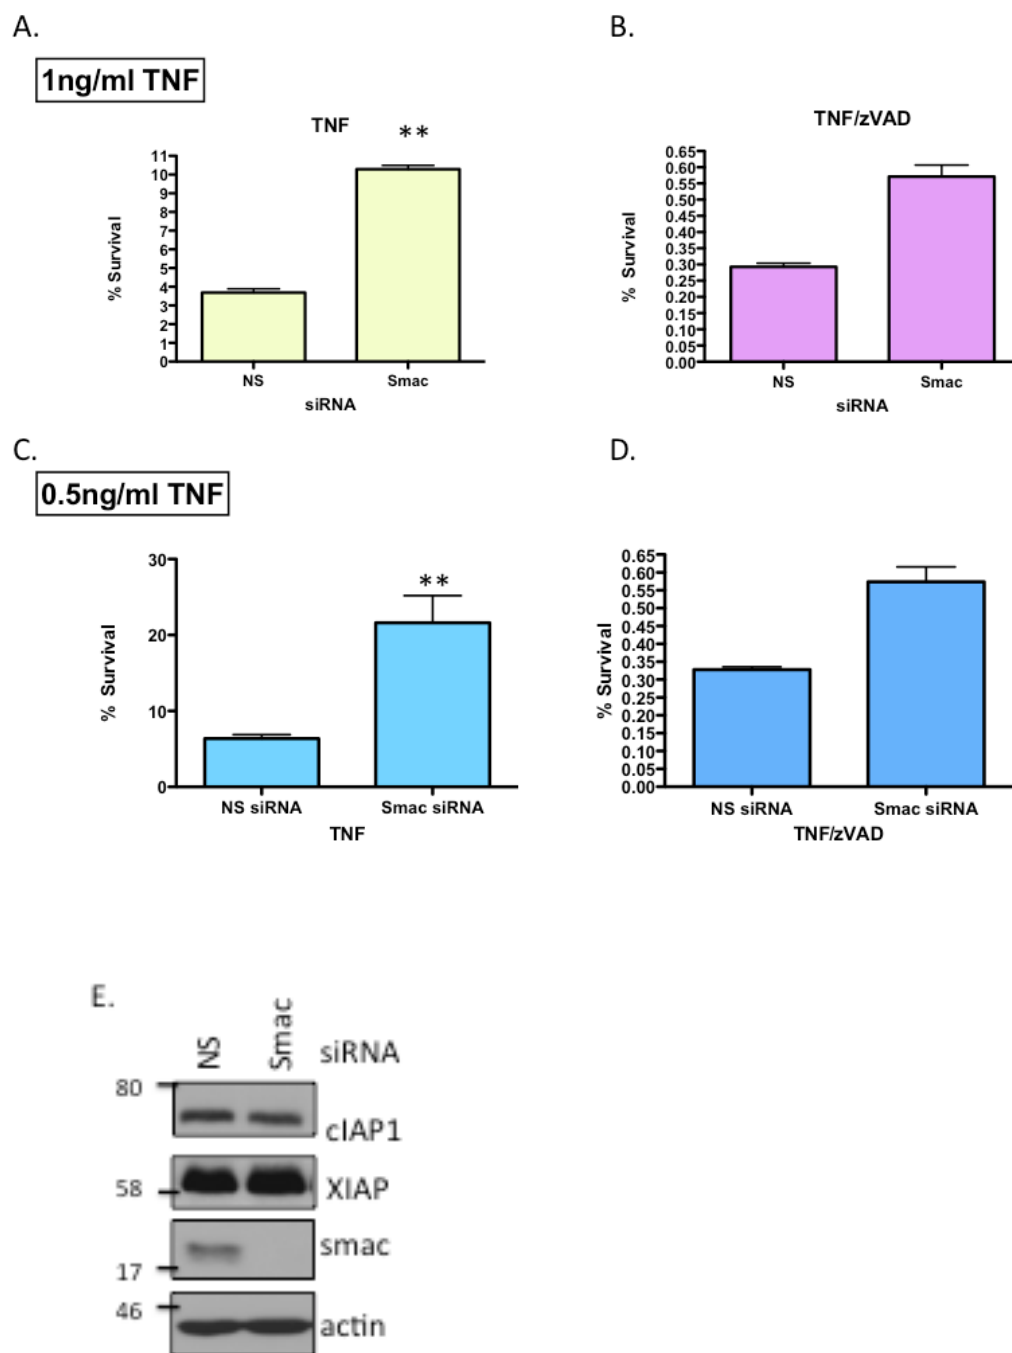 A.
1ng/ml TNF
TNF
**
% Survival
11
10
9
8
7
6
5
4
3
2
1
0
NS
Smac
siRNA
B.
TNF/zVAD
% Survival
0.65
0.60
0.55
0.50
0.45
0.40
0.35
0.30
0.25
0.20
0.15
0.10
0.05
0.00
NS
Smac
siRNA
C.
0.5ng/ml TNF
**
% Survival
30
20
10
0
NS siRNA
Smac siRNA
TNF
D.
% Survival
0.65
0.60
0.55
0.50
0.45
0.40
0.35
0.30
0.25
0.20
0.15
0.10
0.05
0.00
NS siRNA
Smac siRNA
TNF/zVAD
E.
NS
Smac
siRNA
80
cIAP1
58
XIAP
smac
17
46
actin